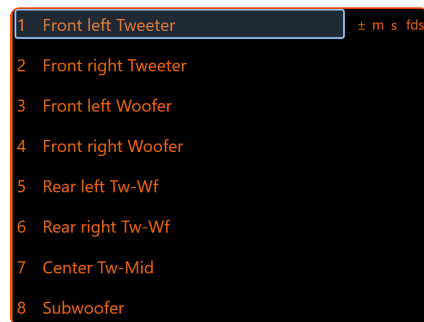 1 Front left Tweeter ± m s fds
2 Front right Tweeter
3 Front left Woofer
4 Front right Woofer
5 Rear left Tw-Wf
6 Rear right Tw-Wf
7 Center Tw-Mid
8 Subwoofer